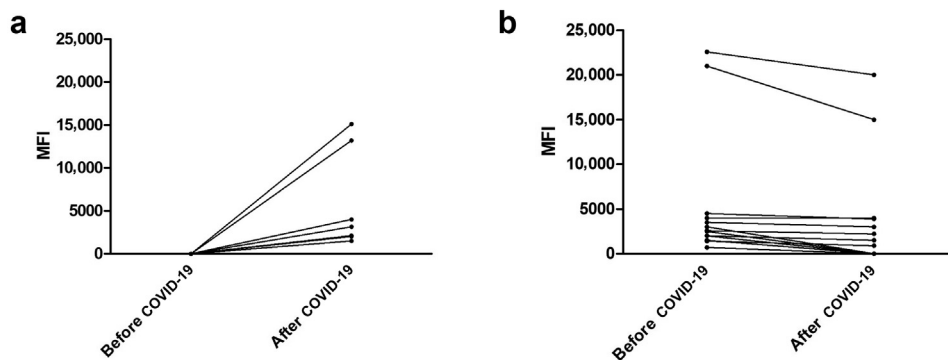 a
25,000
20,000
15,000
10,000
5000
0
MFI
Before COVID-19
After COVID-19
b
25,000
20,000
15,000
10,000
5000
0
MFI
Before COVID-19
After COVID-19